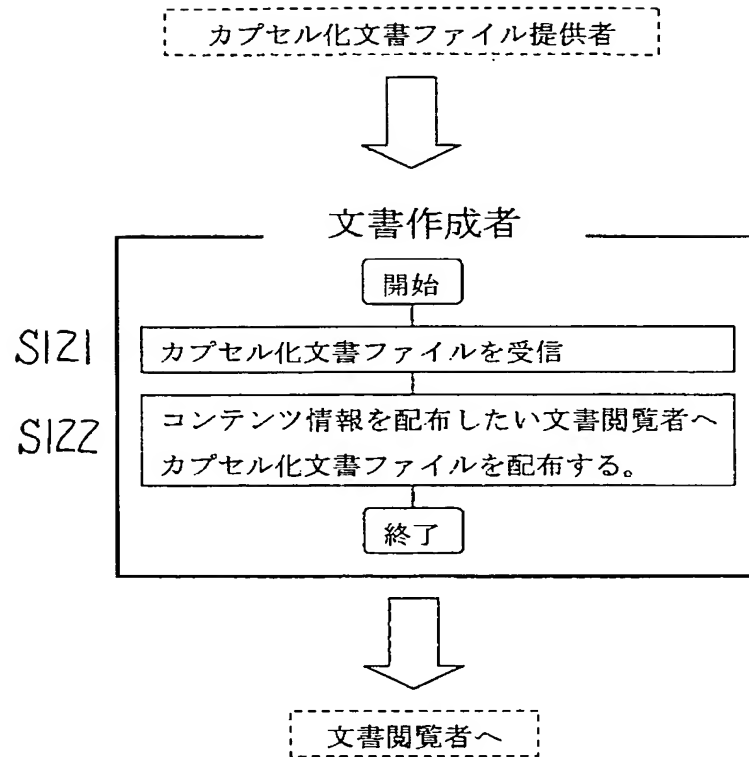 カプセル化文書ファイル提供者
文書作成者
開始
S121
カプセル化文書ファイルを受信
S122
コンテンツ情報を配布したい文書閲覧者へ
カプセル化文書ファイルを配布する。
終了
文書閲覧者へ